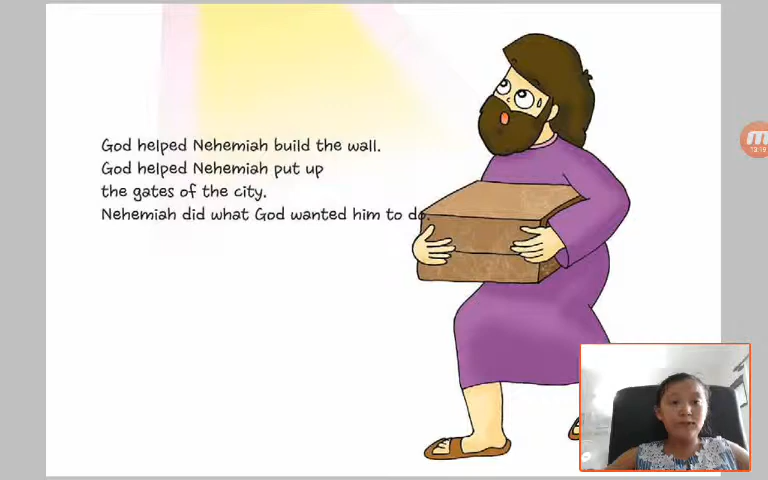 God helped Nehemiah build the wall.
God helped Nehemiah put up
the gates of the city.
Nehemiah did what God wanted him to do.